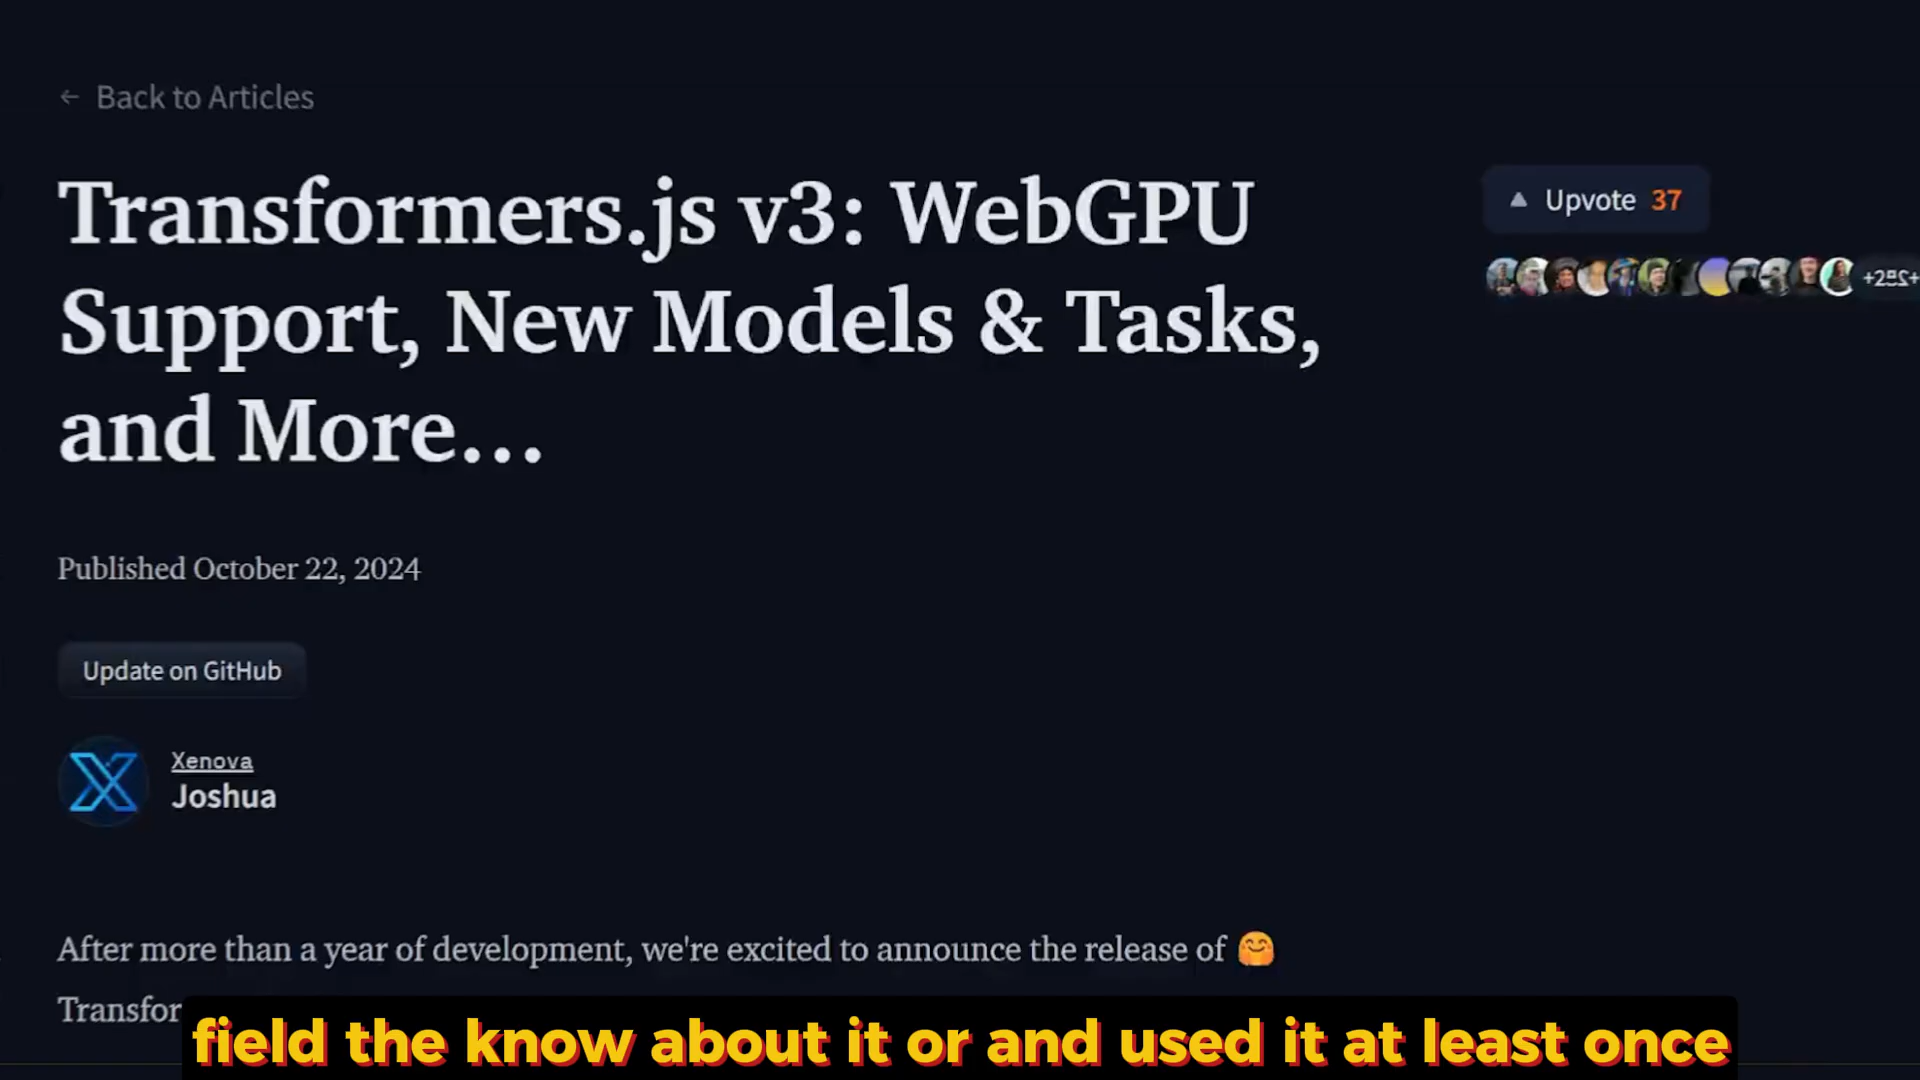 ← Back to Articles
Transformers.js v3: WebGPU
Support, New Models & Tasks,
and More…
▲ Upvote 37
Published October 22, 2024
Update on GitHub
Xenova
Joshua
After more than a year of development, we're excited to announce the release of 🤗
Transfor
field the know about it or and used it at least once